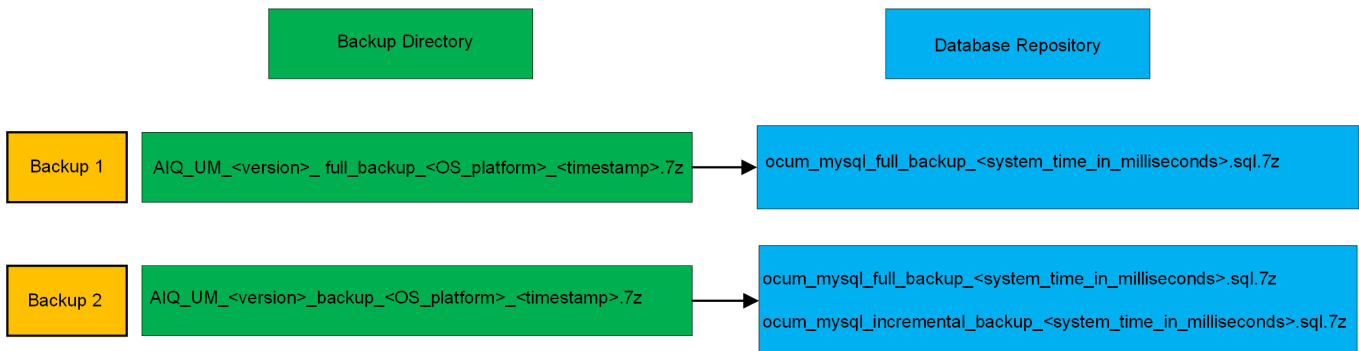 Backup Directory
Database Repository
Backup 1
AIQ_UM_<version>_ full_backup_<OS_platform>_<timestamp>.7z
ocum_mysql_full_backup_<system_time_in_milliseconds>.sql.7z
Backup 2
AIQ_UM_<version>_backup_<OS_platform>_<timestamp>.7z
ocum_mysql_full_backup_<system_time_in_milliseconds>.sql.7z
ocum_mysql_incremental_backup_<system_time_in_milliseconds>.sql.7z